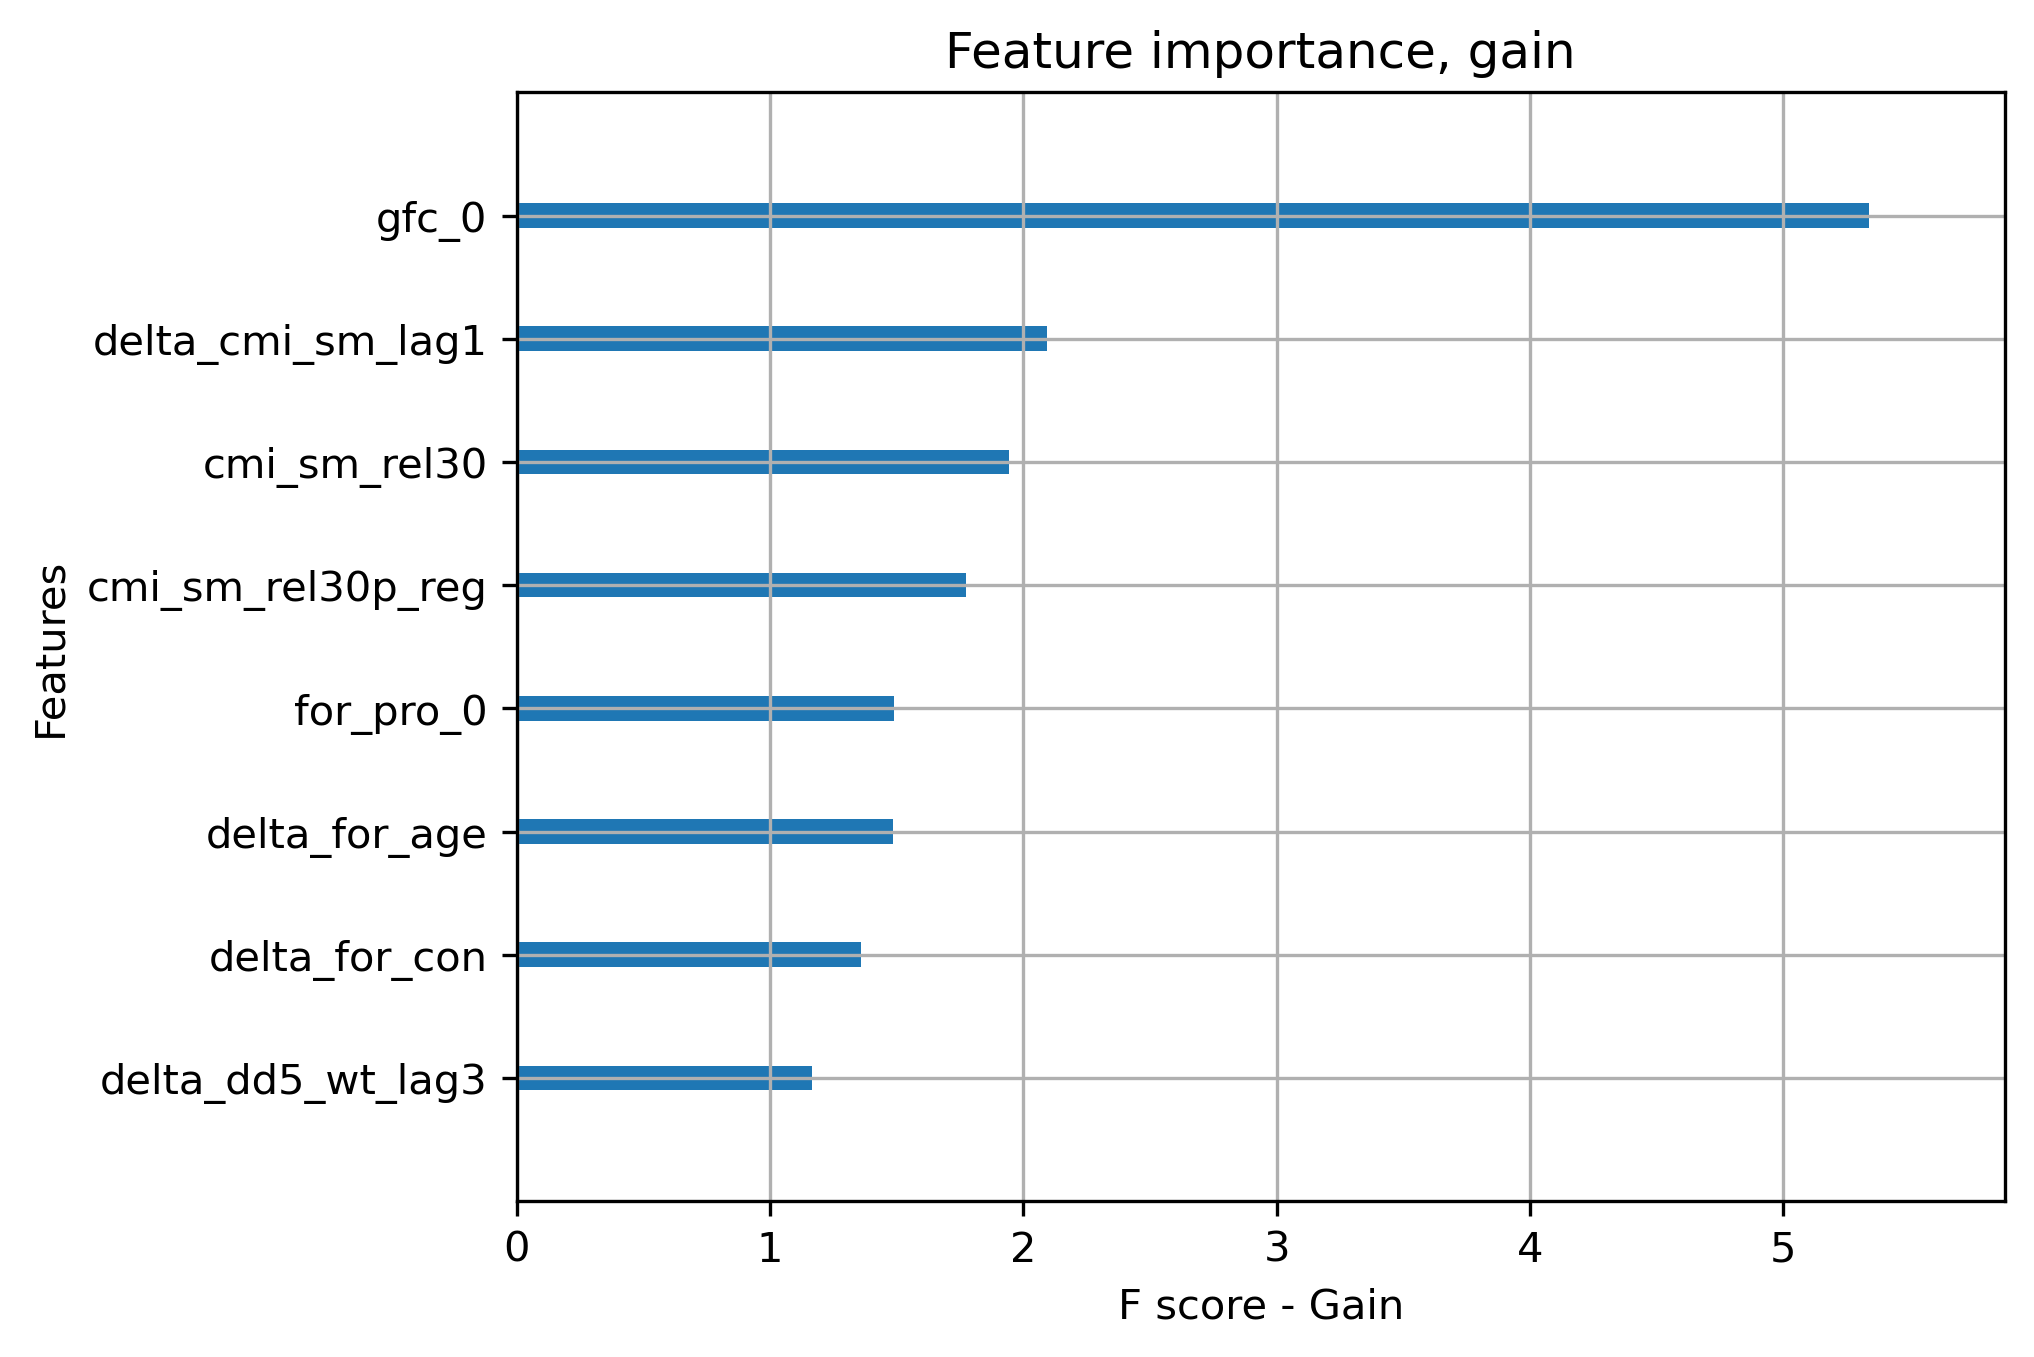 Feature importance, gain
Features
gfc_0
delta_cmi_sm_lag1
cmi_sm_rel30
cmi_sm_rel30p_reg
for_pro_0
delta_for_age
delta_for_con
delta_dd5_wt_lag3
0 1 2 3 4 5
F score - Gain